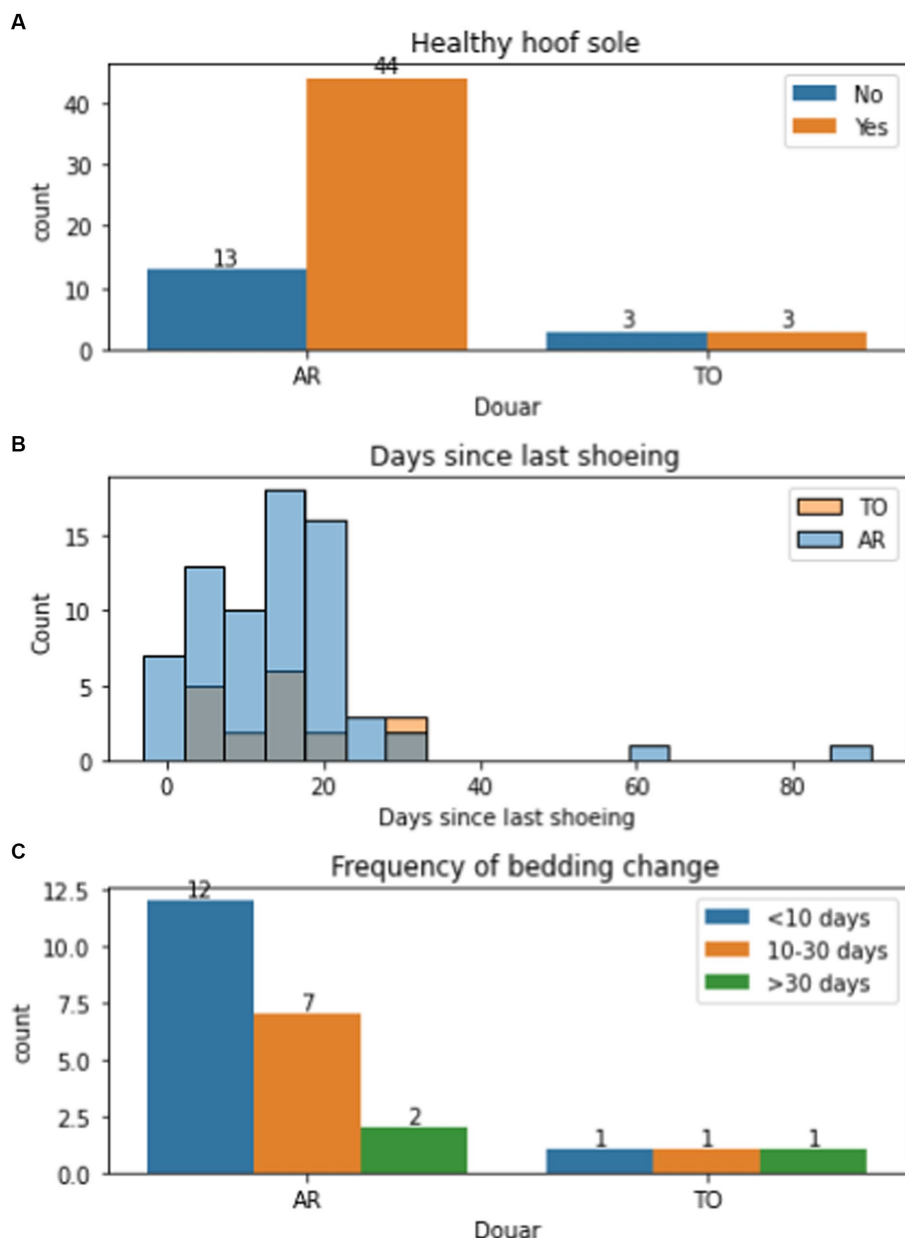 A
Healthy hoof sole
44
No
Yes
40
30
20
10
0
13
3
3
count
AR
TO
Douar
B
Days since last shoeing
TO
AR
15
10
5
0
Count
0
20
40
60
80
Days since last shoeing
C
Frequency of bedding change
12
<10 days
10-30 days
>30 days
12.5
10.0
7.5
5.0
2.5
0.0
7
2
1
1
1
count
AR
TO
Douar